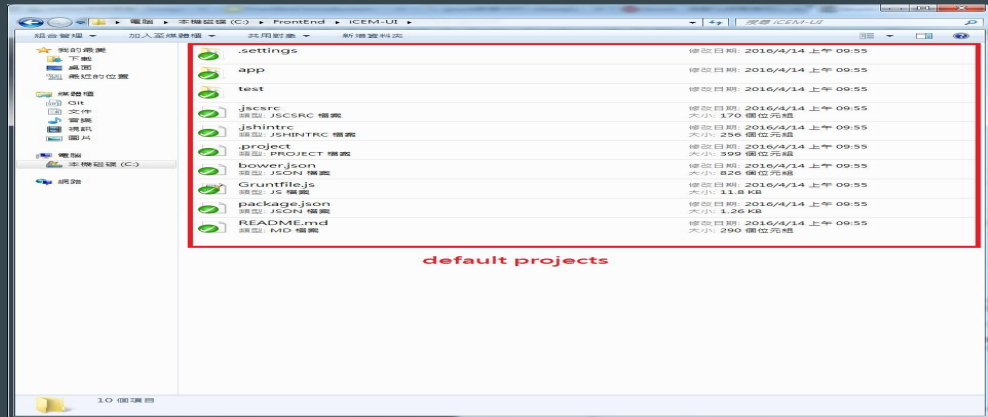 電腦 ▸ 本機磁碟 (C:) ▸ FrontEnd ▸ ICEM-UI ▸
搜尋 ICEM-UI
組合管理 ▾ 加入至媒體櫃 ▾ 共用對象 ▾ 新增資料夾
我的最愛
下載
桌面
最近的位置
媒體櫃
Git
文件
音樂
視訊
圖片
電腦
本機磁碟 (C:)
網路
.settings 修改日期: 2016/4/14 上午 09:55
app 修改日期: 2016/4/14 上午 09:55
test 修改日期: 2016/4/14 上午 09:55
.jscsrc 修改日期: 2016/4/14 上午 09:55
類型: JSCSRC 檔案 大小: 170 個位元組
.jshintrc 修改日期: 2016/4/14 上午 09:55
類型: JSHINTRC 檔案 大小: 256 個位元組
.project 修改日期: 2016/4/14 上午 09:55
類型: PROJECT 檔案 大小: 399 個位元組
bower.json 修改日期: 2016/4/14 上午 09:55
類型: JSON 檔案 大小: 826 個位元組
Gruntfile.js 修改日期: 2016/4/14 上午 09:55
類型: JS 檔案 大小: 11.8 KB
package.json 修改日期: 2016/4/14 上午 09:55
類型: JSON 檔案 大小: 1.26 KB
README.md 修改日期: 2016/4/14 上午 09:55
類型: MD 檔案 大小: 290 個位元組
default projects
10 個項目